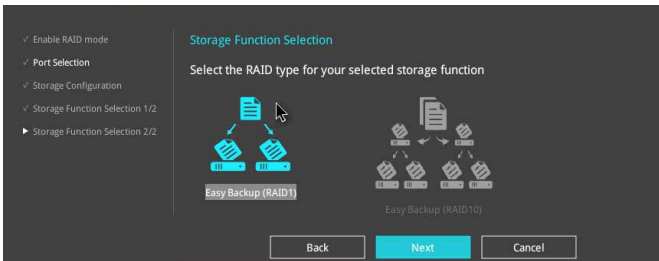 Enable RAID mode
Port Selection
Storage Configuration
Storage Function Selection 1/2
Storage Function Selection 2/2
Storage Function Selection
Select the RAID type for your selected storage function
Easy Backup (RAID1)
Easy Backup (RAID10)
Back
Next
Cancel